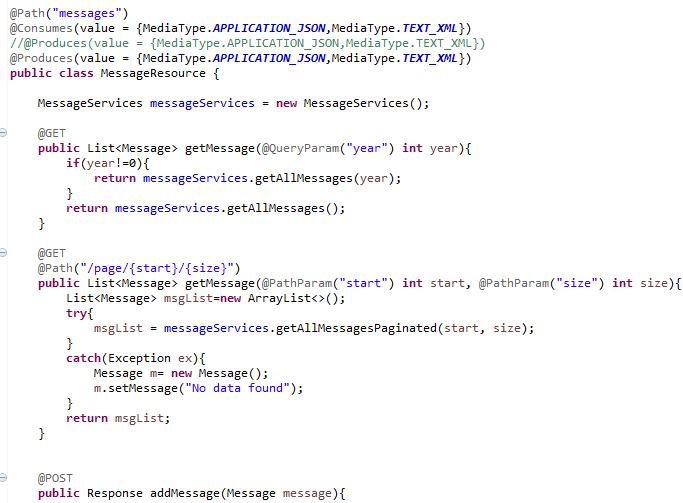 @Path("messages")
@Consumes(value = {MediaType.APPLICATION_JSON,MediaType.TEXT_XML})
//@Produces(value = {MediaType.APPLICATION_JSON,MediaType.TEXT_XML})
@Produces(value = {MediaType.APPLICATION_JSON,MediaType.TEXT_XML})
public class MessageResource {

    MessageServices messageServices = new MessageServices();

    @GET
    public List<Message> getMessage(@QueryParam("year") int year){
        if(year!=0){
            return messageServices.getAllMessages(year);
        }
        return messageServices.getAllMessages();
    }

    @GET
    @Path("/page/{start}/{size}")
    public List<Message> getMessage(@PathParam("start") int start, @PathParam("size") int size){
        List<Message> msgList=new ArrayList<>();
        try{
            msgList = messageServices.getAllMessagesPaginated(start, size);
        }
        catch(Exception ex){
            Message m= new Message();
            m.setMessage("No data found");
        }
        return msgList;
    }


    @POST
    public Response addMessage(Message message){